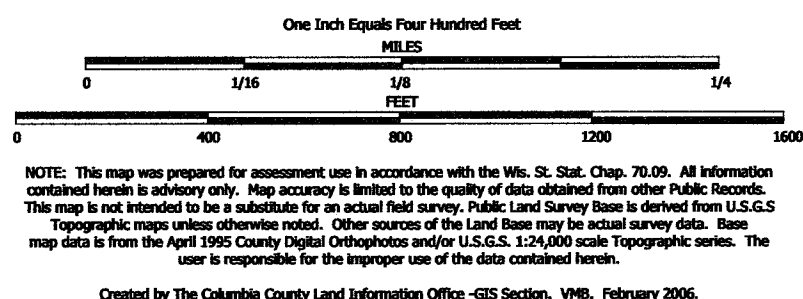 One Inch Equals Four Hundred Feet
MILES
0 1/16 1/8 1/4
FEET
0 400 800 1200 1600
NOTE: This map was prepared for assessment use in accordance with the Wis. St. Stat. Chap. 70.09. All information
contained herein is advisory only. Map accuracy is limited to the quality of data obtained from other Public Records.
This map is not intended to be a substitute for an actual field survey. Public Land Survey Base is derived from U.S.G.S
Topographic maps unless otherwise noted. Other sources of the Land Base may be actual survey data. Base
map data is from the April 1995 County Digital Orthophotos and/or U.S.G.S. 1:24,000 scale Topographic series. The
user is responsible for the improper use of the data contained herein.
Created by The Columbia County Land Information Office -GIS Section. VMB. February 2006.